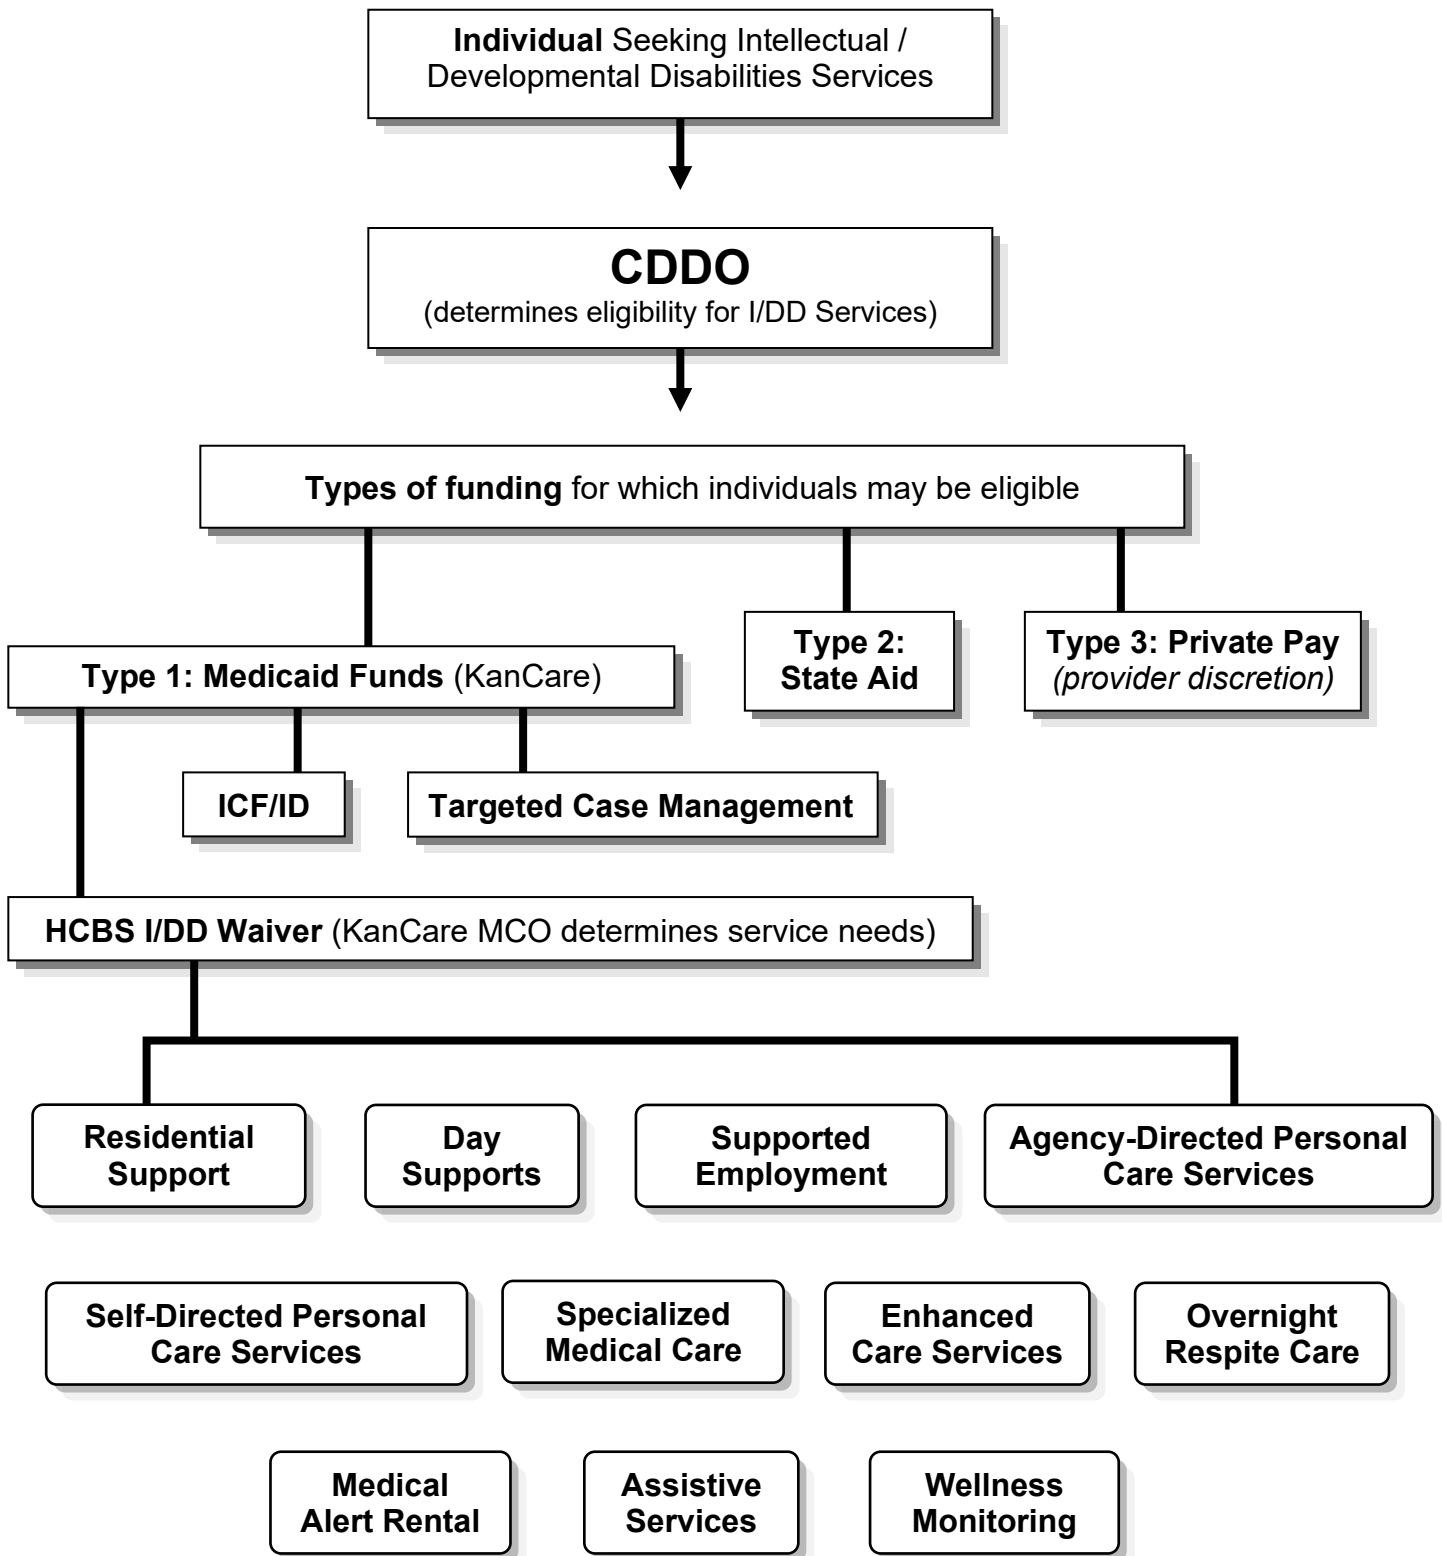 Individual Seeking Intellectual /
Developmental Disabilities Services
CDDO
(determines eligibility for I/DD Services)
Types of funding for which individuals may be eligible
Type 1: Medicaid Funds (KanCare)
Type 2:
State Aid
Type 3: Private Pay
(provider discretion)
ICF/ID
Targeted Case Management
HCBS I/DD Waiver (KanCare MCO determines service needs)
Residential
Support
Day
Supports
Supported
Employment
Agency-Directed Personal
Care Services
Self-Directed Personal
Care Services
Specialized
Medical Care
Enhanced
Care Services
Overnight
Respite Care
Medical
Alert Rental
Assistive
Services
Wellness
Monitoring